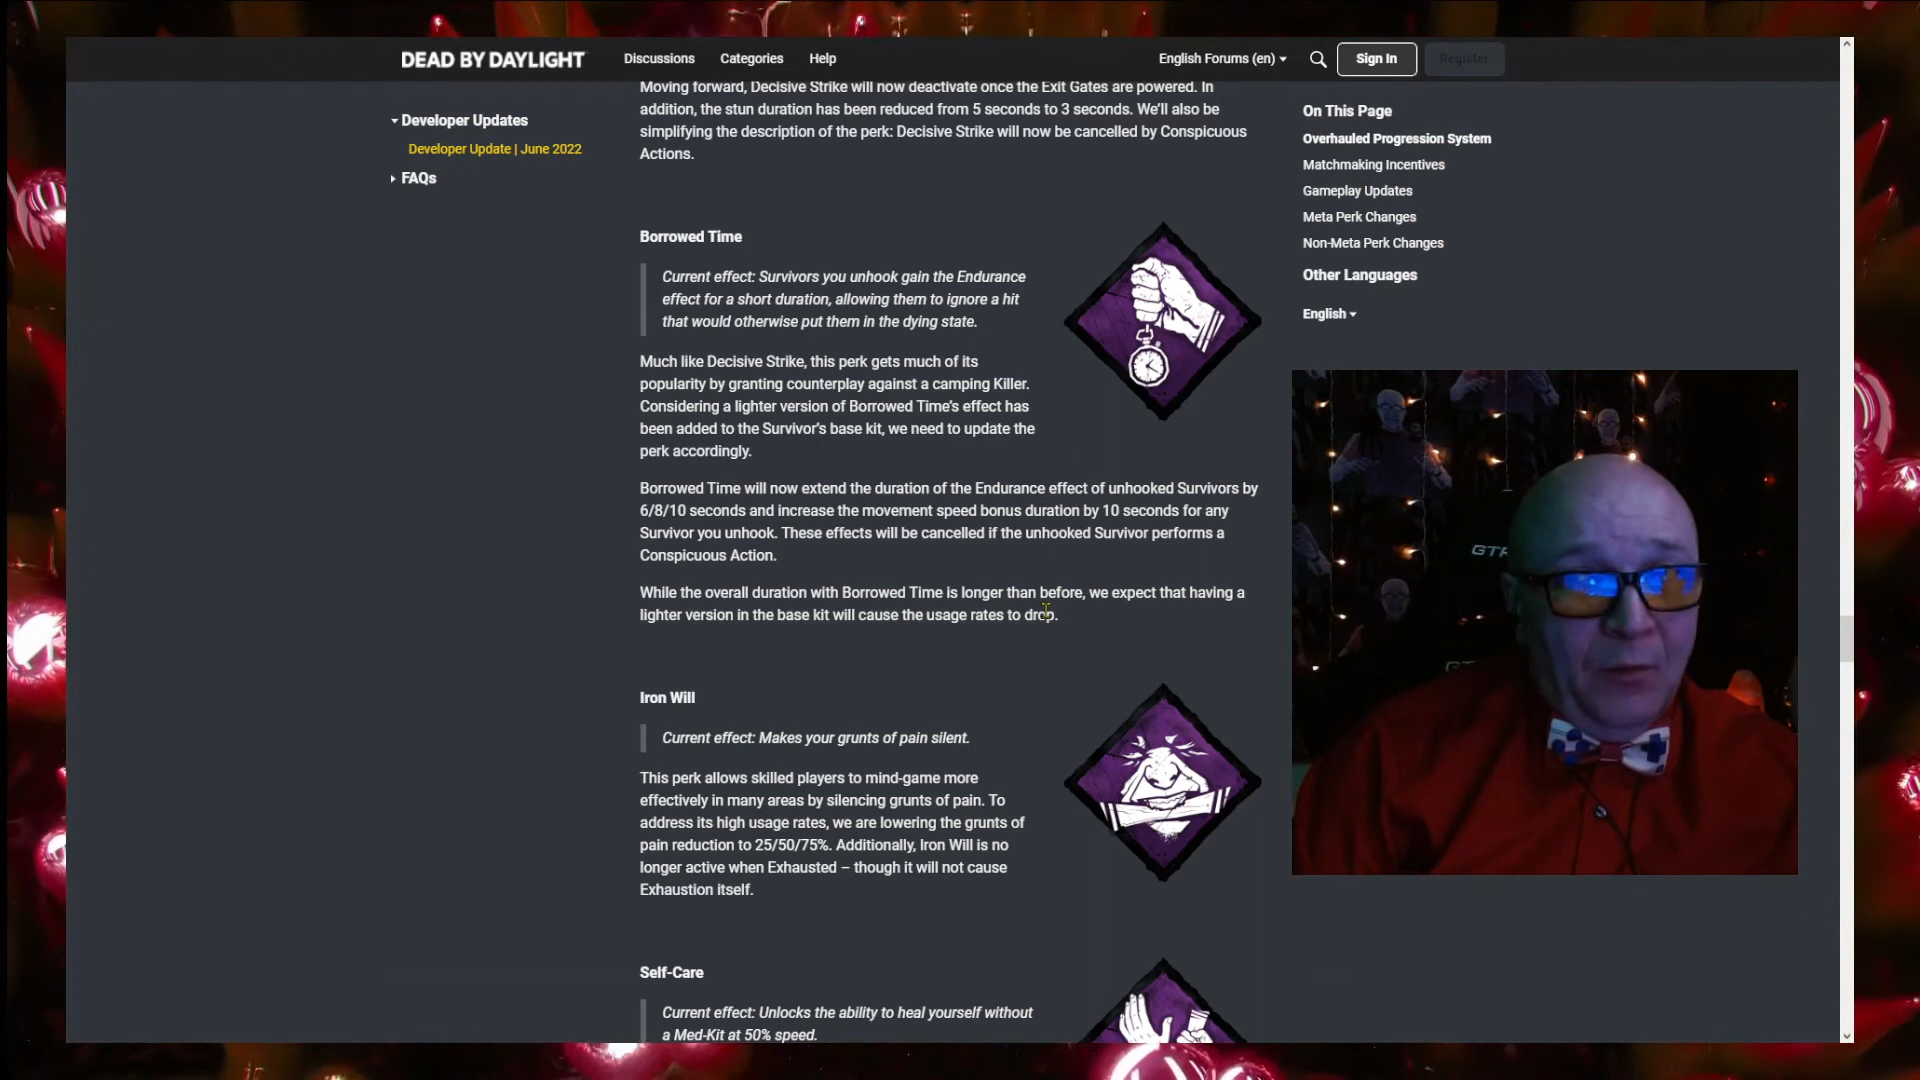 DEAD BY DAYLIGHT
Discussions
Categories
Help
English Forums (en)
Sign In
Register
Developer Updates
Developer Update | June 2022
FAQs
Moving forward, Decisive Strike will now deactivate once the Exit Gates are powered. In
addition, the stun duration has been reduced from 5 seconds to 3 seconds. We'll also be
simplifying the description of the perk: Decisive Strike will now be cancelled by Conspicuous
Actions.
Borrowed Time
Current effect: Survivors you unhook gain the Endurance
effect for a short duration, allowing them to ignore a hit
that would otherwise put them in the dying state.
Much like Decisive Strike, this perk gets much of its
popularity by granting counterplay against a camping Killer.
Considering a lighter version of Borrowed Time's effect has
been added to the Survivor's base kit, we need to update the
perk accordingly.
Borrowed Time will now extend the duration of the Endurance effect of unhooked Survivors by
6/8/10 seconds and increase the movement speed bonus duration by 10 seconds for any
Survivor you unhook. These effects will be cancelled if the unhooked Survivor performs a
Conspicuous Action.
While the overall duration with Borrowed Time is longer than before, we expect that having a
lighter version in the base kit will cause the usage rates to drop.
Iron Will
Current effect: Makes your grunts of pain silent.
This perk allows skilled players to mind-game more
effectively in many areas by silencing grunts of pain. To
address its high usage rates, we are lowering the grunts of
pain reduction to 25/50/75%. Additionally, Iron Will is no
longer active when Exhausted – though it will not cause
Exhaustion itself.
Self-Care
Current effect: Unlocks the ability to heal yourself without
a Med-Kit at 50% speed.
On This Page
Overhauled Progression System
Matchmaking Incentives
Gameplay Updates
Meta Perk Changes
Non-Meta Perk Changes
Other Languages
English